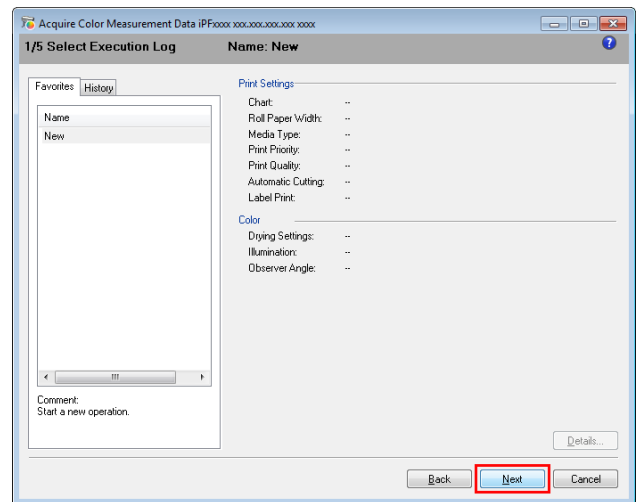 Acquire Color Measurement Data iPFxxxx xxx.xxx.xxx.xxx xxxx
1/5 Select Execution Log Name: New
Favorites History
Name
New
Comment:
Start a new operation.
Print Settings
Chart: --
Roll Paper Width: --
Media Type: --
Print Priority: --
Print Quality: --
Automatic Cutting: --
Label Print: --
Color
Drying Settings: --
Illumination: --
Observer Angle: --
Details...
Back Next Cancel